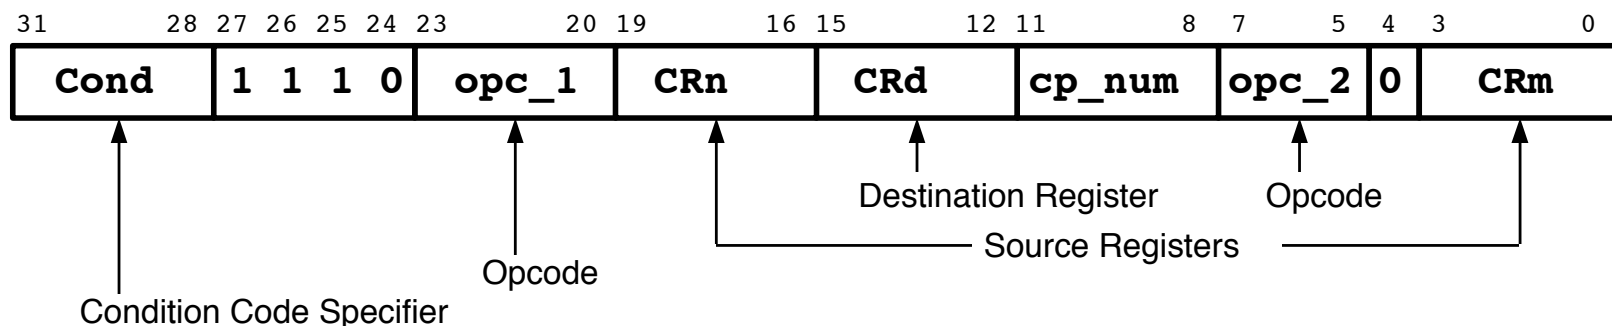 31 28 27 26 25 24 23 20 19 16 15 12 11 8 7 5 4 3 0
Cond 1 1 1 0 opc_1 CRn CRd cp_num opc_2 0 CRm
Destination Register Opcode
Source Registers
Opcode
Condition Code Specifier